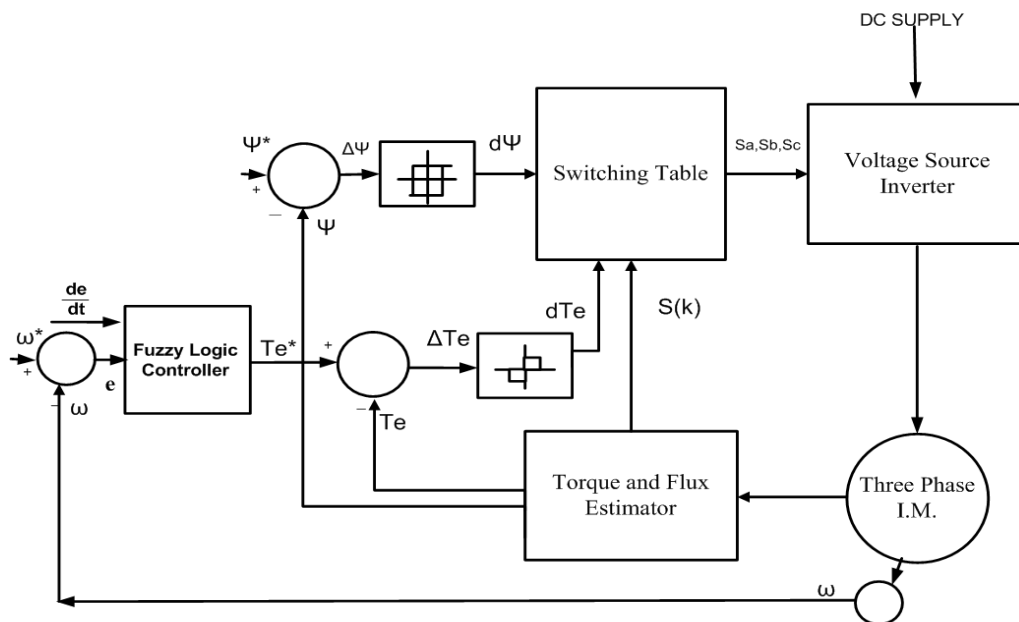 DC SUPPLY
Ψ*
+
−
ΔΨ
dΨ
Switching Table
Sa,Sb,Sc
Voltage Source
Inverter
Ψ
de
dt
ω*
+
−
e
ω
Fuzzy Logic
Controller
Te*
+
−
Te
ΔTe
dTe
S(k)
Torque and Flux
Estimator
Three Phase
I.M.
ω